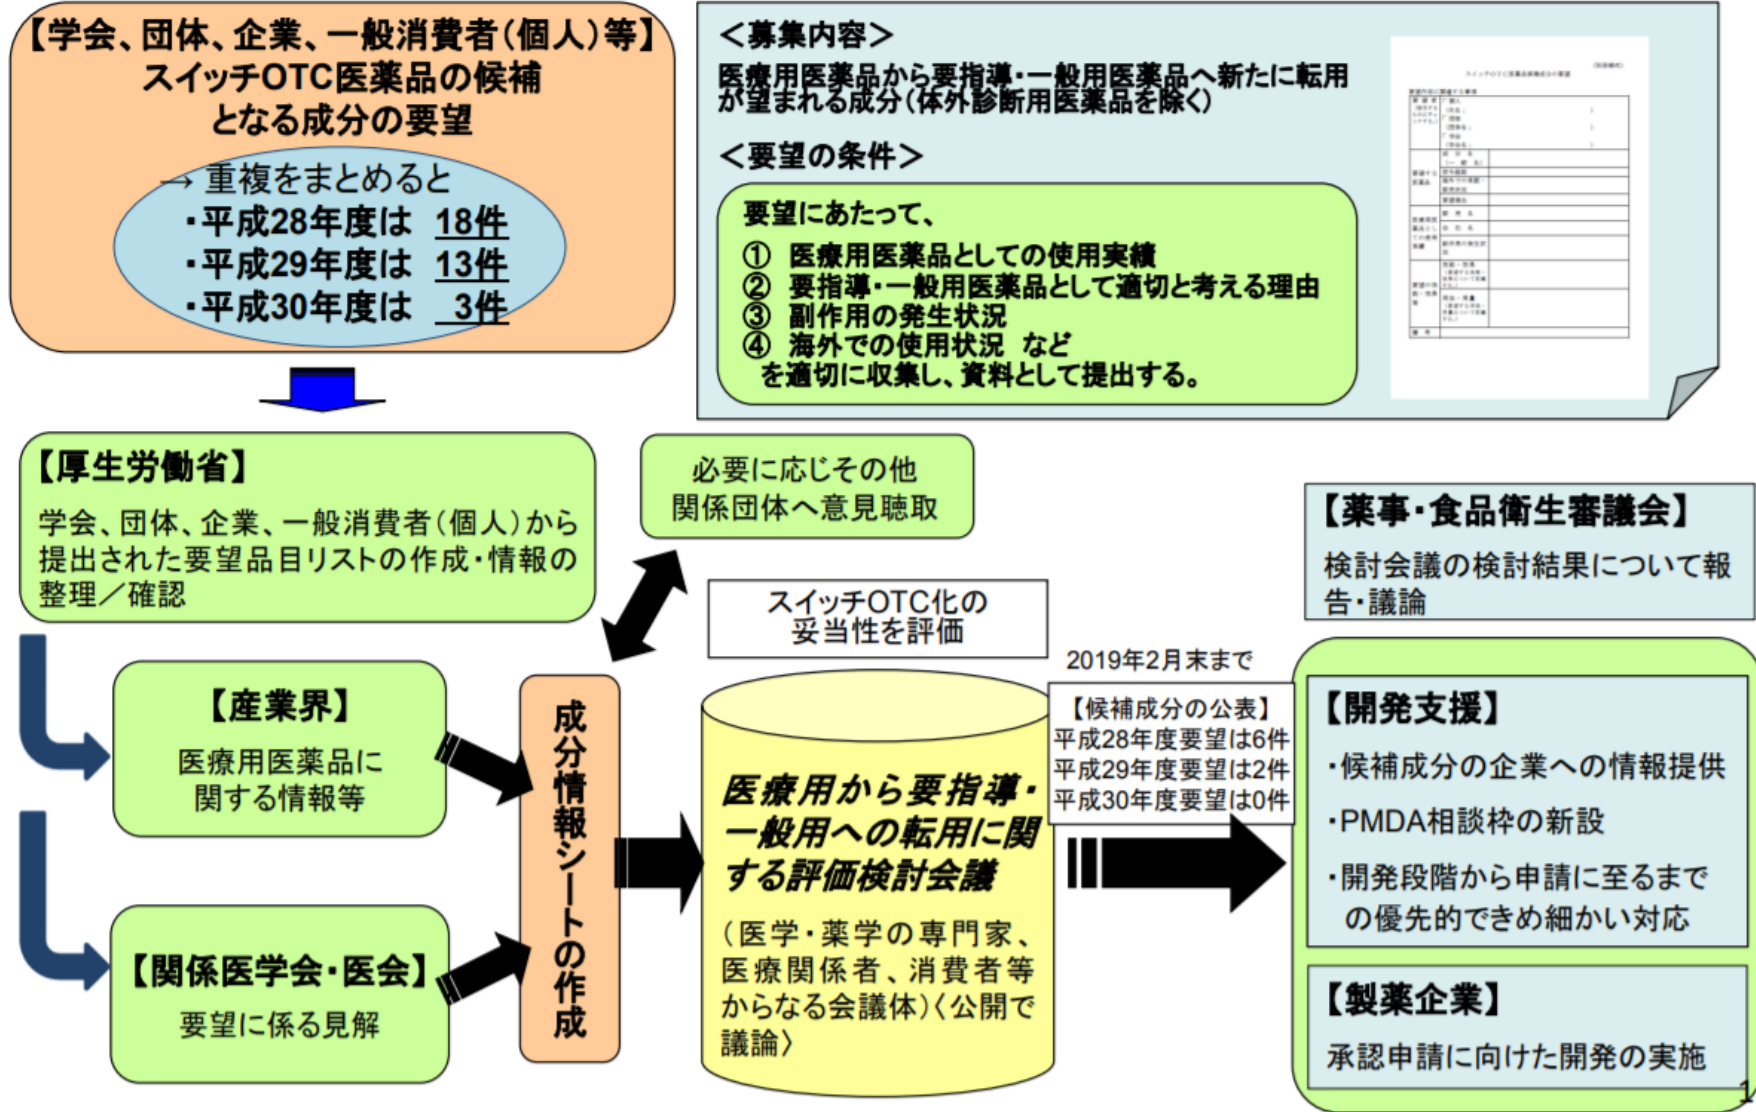 【学会、団体、企業、一般消費者(個人)等】
スイッチOTC医薬品の候補
となる成分の要望
→ 重複をまとめると
・平成28年度は 18件
・平成29年度は 13件
・平成30年度は 3件
＜募集内容＞
医療用医薬品から要指導・一般用医薬品へ新たに転用
が望まれる成分(体外診断用医薬品を除く)
＜要望の条件＞
要望にあたって、
① 医療用医薬品としての使用実績
② 要指導・一般用医薬品として適切と考える理由
③ 副作用の発生状況
④ 海外での使用状況 など
を適切に収集し、資料として提出する。
スイッチOTC医薬品候補成分の要望
【厚生労働省】
学会、団体、企業、一般消費者(個人)から
提出された要望品目リストの作成・情報の
整理／確認
必要に応じその他
関係団体へ意見聴取
【産業界】
医療用医薬品に
関する情報等
【関係医学会・医会】
要望に係る見解
成分情報シートの作成
スイッチOTC化の
妥当性を評価
医療用から要指導・
一般用への転用に関
する評価検討会議
(医学・薬学の専門家、
医療関係者、消費者等
からなる会議体)〈公開で
議論〉
2019年2月末まで
【候補成分の公表】
平成28年度要望は6件
平成29年度要望は2件
平成30年度要望は0件
【薬事・食品衛生審議会】
検討会議の検討結果について報
告・議論
【開発支援】
・候補成分の企業への情報提供
・PMDA相談枠の新設
・開発段階から申請に至るまで
の優先的できめ細かい対応
【製薬企業】
承認申請に向けた開発の実施
1